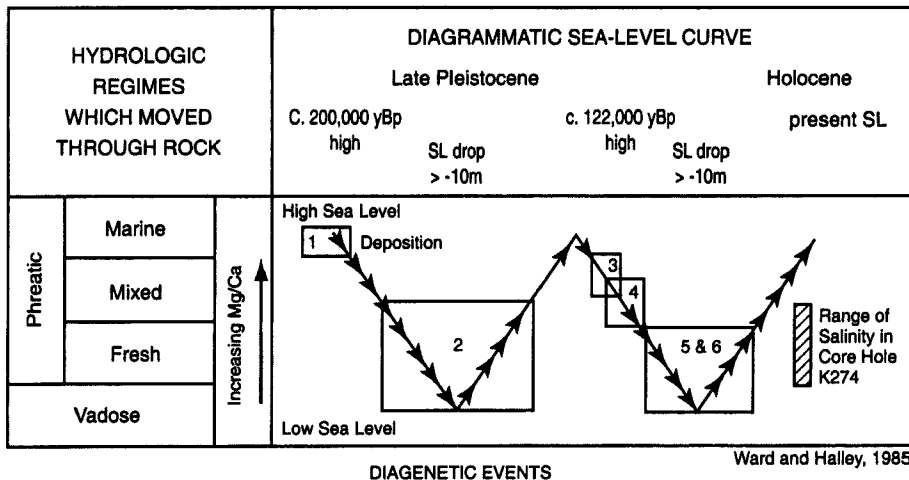 HYDROLOGIC
REGIMES
WHICH MOVED
THROUGH ROCK
DIAGRAMMATIC SEA-LEVEL CURVE
Late Pleistocene
Holocene
C. 200,000 yBp
high
SL drop
> -10m
c. 122,000 yBp
high
SL drop
> -10m
present SL
Phreatic
Marine
Mixed
Fresh
Vadose
Increasing Mg/Ca
High Sea Level
1
Deposition
2
3
4
5 & 6
Low Sea Level
Range of
Salinity in
Core Hole
K274
Ward and Halley, 1985
DIAGENETIC EVENTS